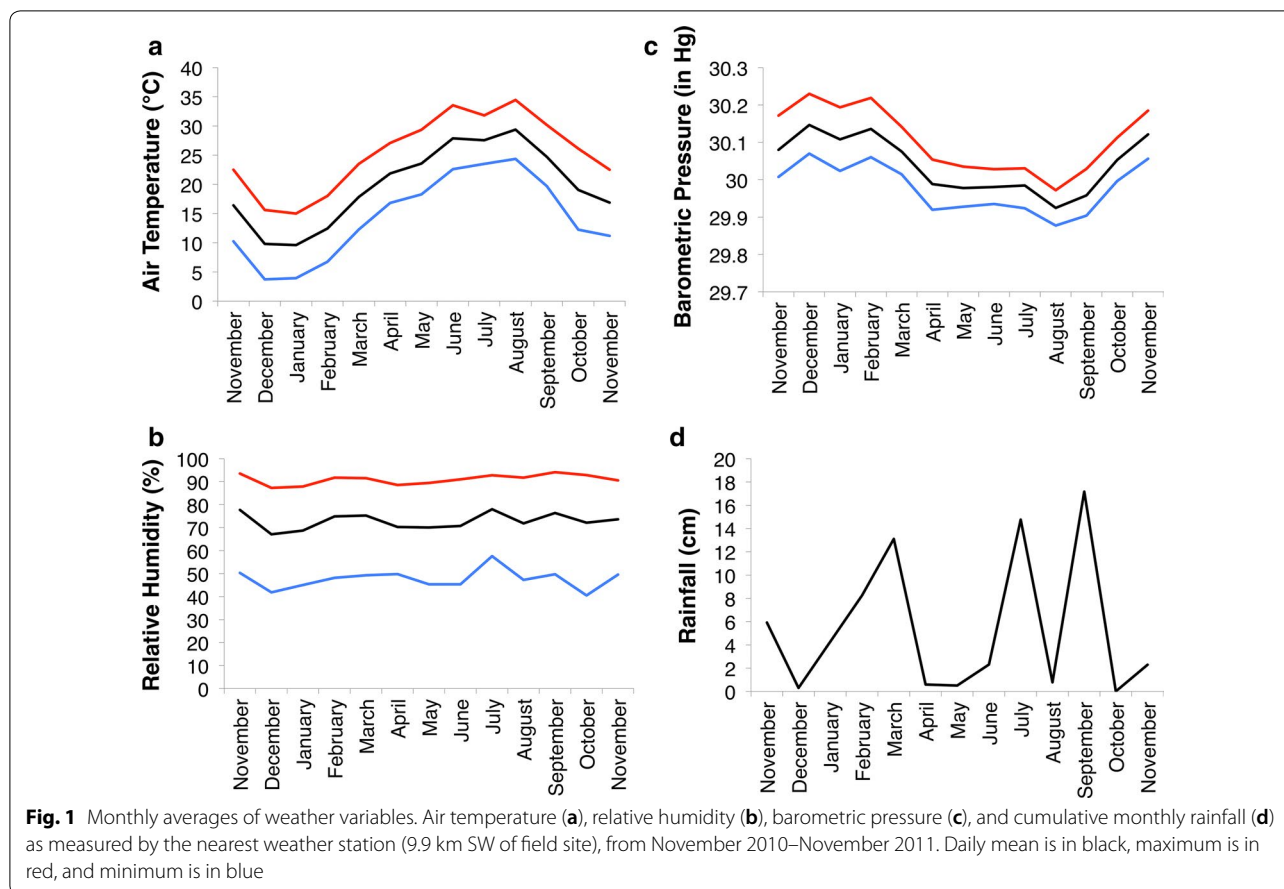 a
Air Temperature (°C)
40
35
30
25
20
15
10
5
0
November
December
January
February
March
April
May
June
July
August
September
October
November
c
Barometric Pressure (in Hg)
30.3
30.2
30.1
30
29.9
29.8
29.7
November
December
January
February
March
April
May
June
July
August
September
October
November
b
Relative Humidity (%)
100
90
80
70
60
50
40
30
20
10
0
November
December
January
February
March
April
May
June
July
August
September
October
November
d
Rainfall (cm)
20
18
16
14
12
10
8
6
4
2
0
November
December
January
February
March
April
May
June
July
August
September
October
November
Fig. 1 Monthly averages of weather variables. Air temperature (a), relative humidity (b), barometric pressure (c), and cumulative monthly rainfall (d)
as measured by the nearest weather station (9.9 km SW of field site), from November 2010–November 2011. Daily mean is in black, maximum is in
red, and minimum is in blue